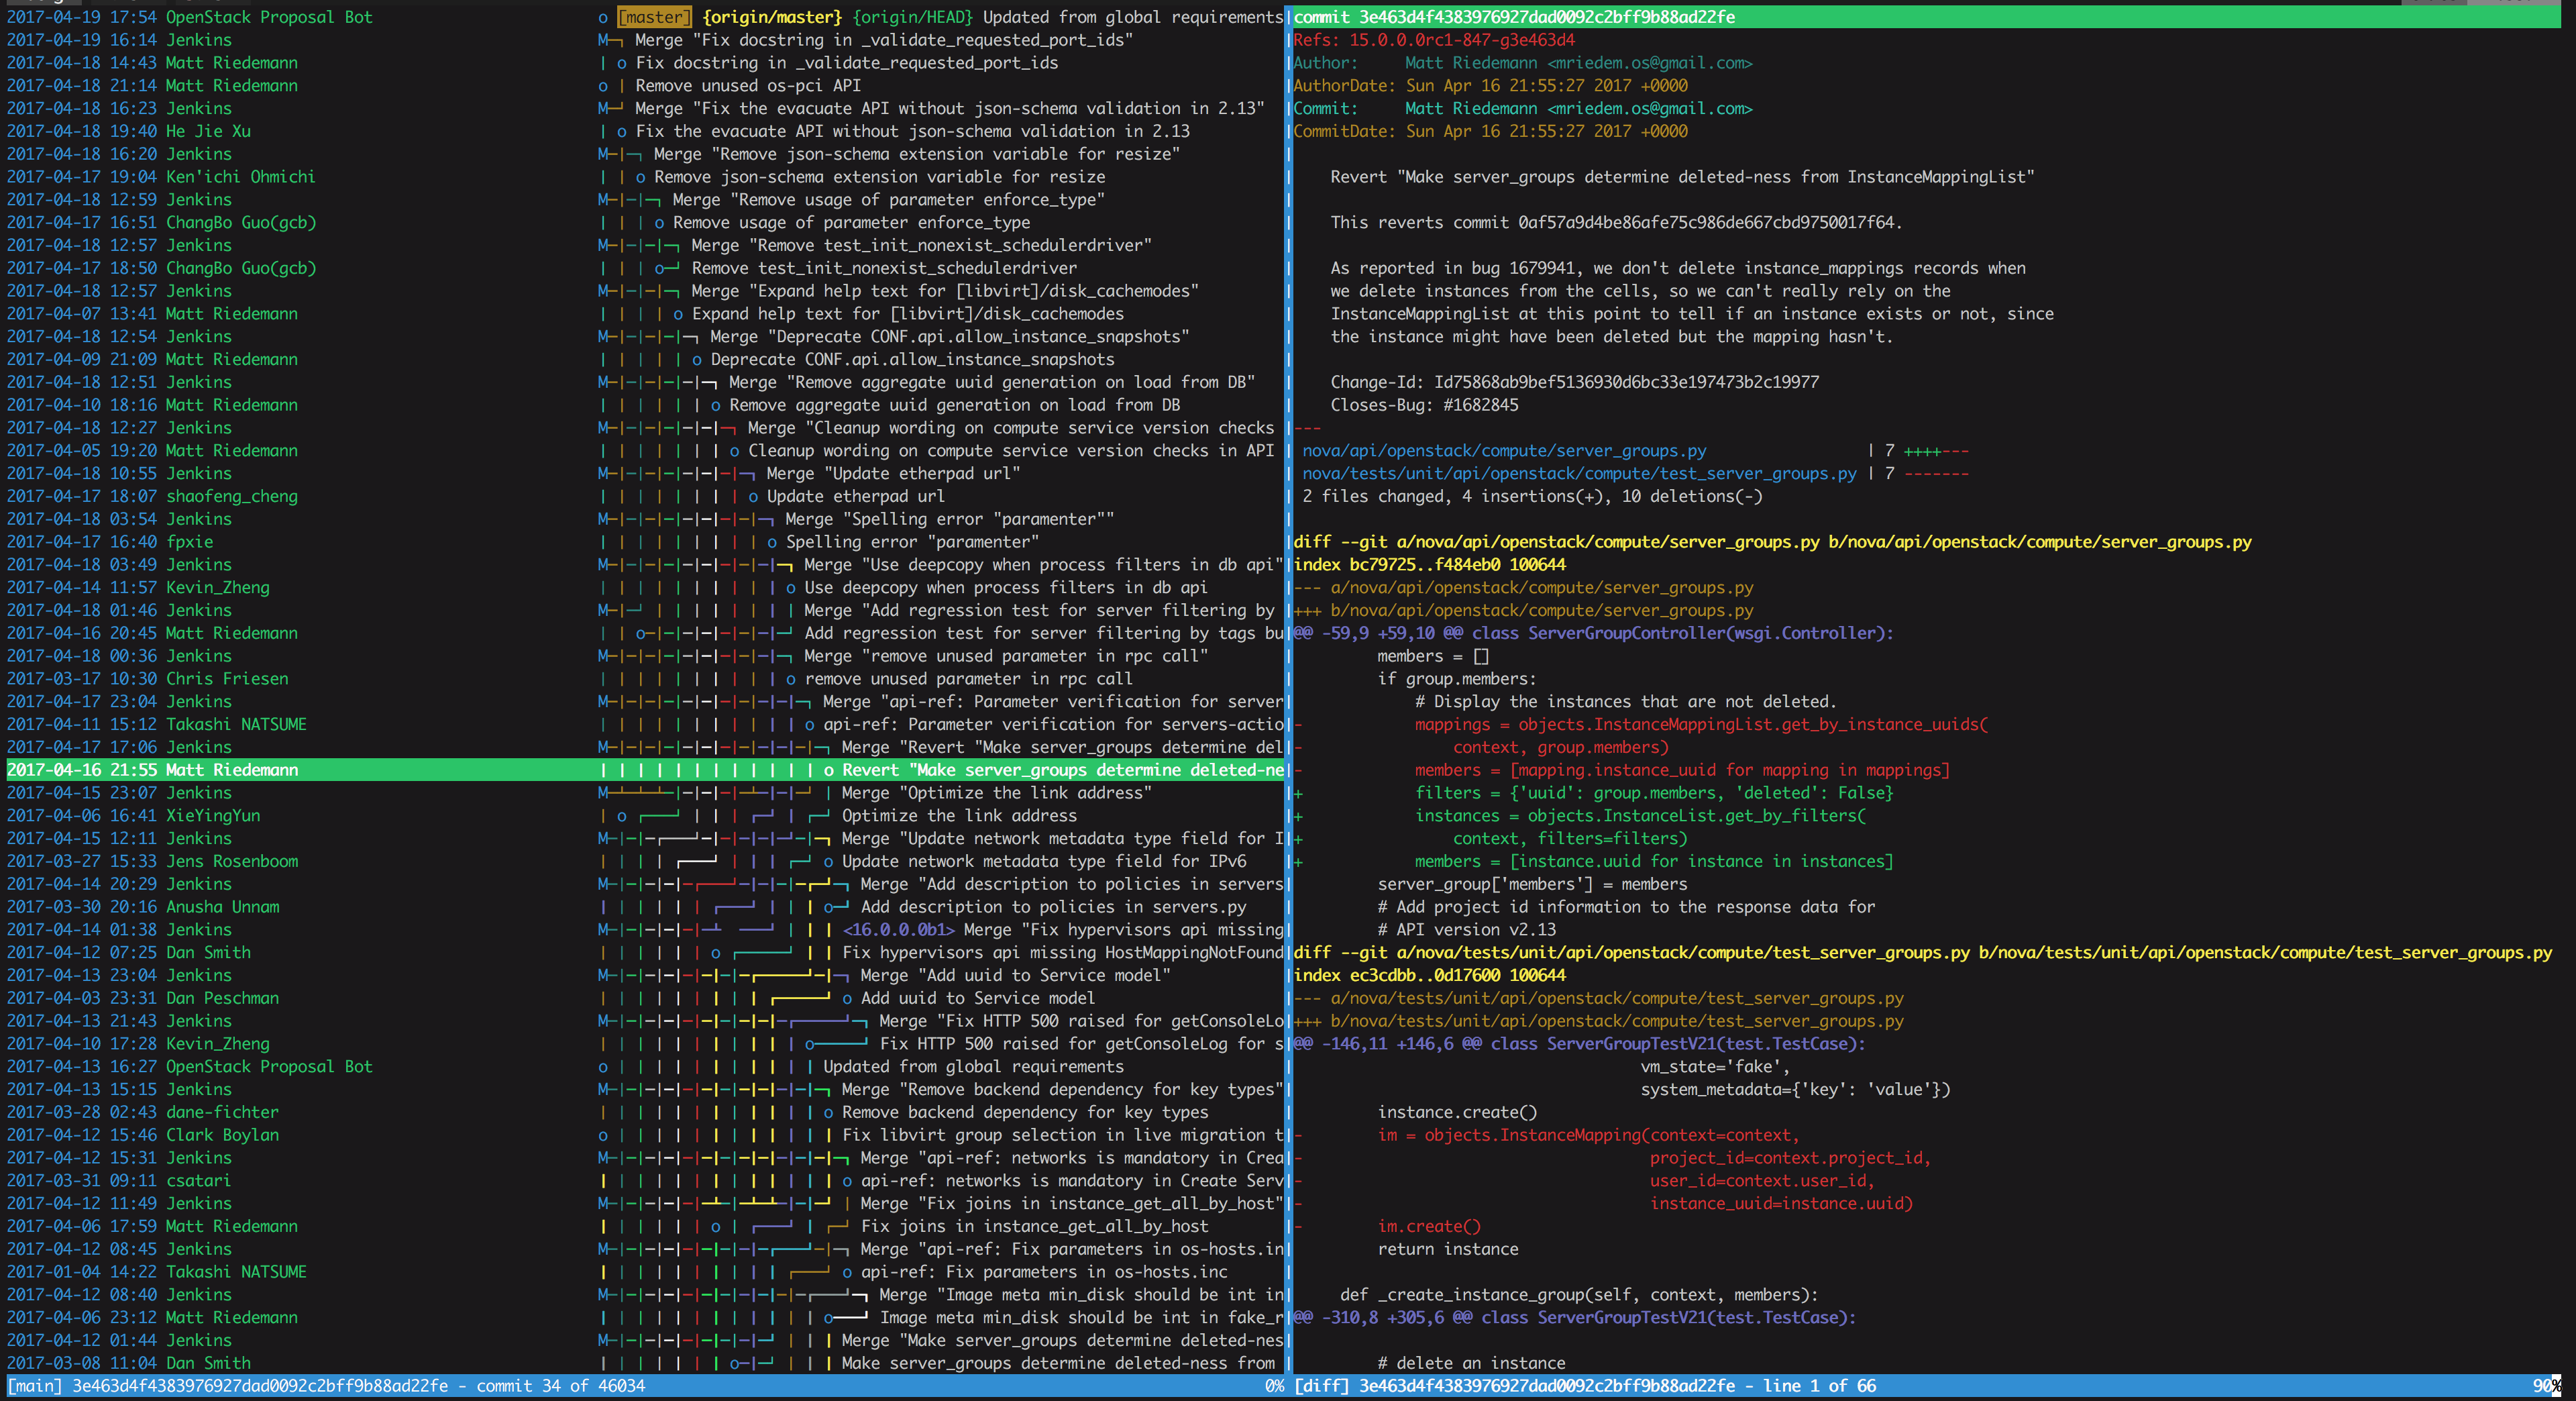 2017-04-19 17:54 OpenStack Proposal Bot o [master] {origin/master} {origin/HEAD} Updated from global requirements
2017-04-19 16:14 Jenkins M Merge "Fix docstring in _validate_requested_port_ids"
2017-04-18 14:43 Matt Riedemann o Fix docstring in _validate_requested_port_ids
2017-04-18 21:14 Matt Riedemann o Remove unused os-pci API
2017-04-18 16:23 Jenkins M Merge "Fix the evacuate API without json-schema validation in 2.13"
2017-04-18 19:40 He Jie Xu o Fix the evacuate API without json-schema validation in 2.13
2017-04-18 16:20 Jenkins M Merge "Remove json-schema extension variable for resize"
2017-04-17 19:04 Ken'ichi Ohmichi o Remove json-schema extension variable for resize
2017-04-18 12:59 Jenkins M Merge "Remove usage of parameter enforce_type"
2017-04-17 16:51 ChangBo Guo(gcb) o Remove usage of parameter enforce_type
2017-04-18 12:57 Jenkins M Merge "Remove test_init_nonexist_schedulerdriver"
2017-04-17 18:50 ChangBo Guo(gcb) o Remove test_init_nonexist_schedulerdriver
2017-04-18 12:57 Jenkins M Merge "Expand help text for [libvirt]/disk_cachemodes"
2017-04-07 13:41 Matt Riedemann o Expand help text for [libvirt]/disk_cachemodes
2017-04-18 12:54 Jenkins M Merge "Deprecate CONF.api.allow_instance_snapshots"
2017-04-09 21:09 Matt Riedemann o Deprecate CONF.api.allow_instance_snapshots
2017-04-18 12:51 Jenkins M Merge "Remove aggregate uuid generation on load from DB"
2017-04-10 18:16 Matt Riedemann o Remove aggregate uuid generation on load from DB
2017-04-18 12:27 Jenkins M Merge "Cleanup wording on compute service version checks
2017-04-05 19:20 Matt Riedemann o Cleanup wording on compute service version checks in API
2017-04-18 10:55 Jenkins M Merge "Update etherpad url"
2017-04-17 18:07 shaofeng_cheng o Update etherpad url
2017-04-18 03:54 Jenkins M Merge "Spelling error "paramenter""
2017-04-17 16:40 fpxie o Spelling error "paramenter"
2017-04-18 03:49 Jenkins M Merge "Use deepcopy when process filters in db api"
2017-04-14 11:57 Kevin_Zheng o Use deepcopy when process filters in db api
2017-04-18 01:46 Jenkins M Merge "Add regression test for server filtering by
2017-04-16 20:45 Matt Riedemann o Add regression test for server filtering by tags bu
2017-04-18 00:36 Jenkins M Merge "remove unused parameter in rpc call"
2017-03-17 10:30 Chris Friesen o remove unused parameter in rpc call
2017-04-17 23:04 Jenkins M Merge "api-ref: Parameter verification for server
2017-04-11 15:12 Takashi NATSUME o api-ref: Parameter verification for servers-actio
2017-04-17 17:06 Jenkins M Merge "Revert "Make server_groups determine del
2017-04-16 21:55 Matt Riedemann o Revert "Make server_groups determine deleted-ne
2017-04-15 23:07 Jenkins M Merge "Optimize the link address"
2017-04-06 16:41 XieYingYun o Optimize the link address
2017-04-15 12:11 Jenkins M Merge "Update network metadata type field for I
2017-03-27 15:33 Jens Rosenboom o Update network metadata type field for IPv6
2017-04-14 20:29 Jenkins M Merge "Add description to policies in servers
2017-03-30 20:16 Anusha Unnam o Add description to policies in servers.py
2017-04-14 01:38 Jenkins M <16.0.0.0b1> Merge "Fix hypervisors api missing
2017-04-12 07:25 Dan Smith o Fix hypervisors api missing HostMappingNotFound
2017-04-13 23:04 Jenkins M Merge "Add uuid to Service model"
2017-04-03 23:31 Dan Peschman o Add uuid to Service model
2017-04-13 21:43 Jenkins M Merge "Fix HTTP 500 raised for getConsoleLo
2017-04-10 17:28 Kevin_Zheng o Fix HTTP 500 raised for getConsoleLog for s
2017-04-13 16:27 OpenStack Proposal Bot o Updated from global requirements
2017-04-13 15:15 Jenkins M Merge "Remove backend dependency for key types"
2017-03-28 02:43 dane-fichter o Remove backend dependency for key types
2017-04-12 15:46 Clark Boylan o Fix libvirt group selection in live migration t
2017-04-12 15:31 Jenkins M Merge "api-ref: networks is mandatory in Crea
2017-03-31 09:11 csatari o api-ref: networks is mandatory in Create Serv
2017-04-12 11:49 Jenkins M Merge "Fix joins in instance_get_all_by_host"
2017-04-06 17:59 Matt Riedemann o Fix joins in instance_get_all_by_host
2017-04-12 08:45 Jenkins M Merge "api-ref: Fix parameters in os-hosts.in
2017-01-04 14:22 Takashi NATSUME o api-ref: Fix parameters in os-hosts.inc
2017-04-12 08:40 Jenkins M Merge "Image meta min_disk should be int in
2017-04-06 23:12 Matt Riedemann o Image meta min_disk should be int in fake_r
2017-04-12 01:44 Jenkins M Merge "Make server_groups determine deleted-nes
2017-03-08 11:04 Dan Smith o Make server_groups determine deleted-ness from
[main] 3e463d4f4383976927dad0092c2bff9b88ad22fe - commit 34 of 46034 0%
commit 3e463d4f4383976927dad0092c2bff9b88ad22fe
Refs: 15.0.0.0rc1-847-g3e463d4
Author: Matt Riedemann <mriedem.os@gmail.com>
AuthorDate: Sun Apr 16 21:55:27 2017 +0000
Commit: Matt Riedemann <mriedem.os@gmail.com>
CommitDate: Sun Apr 16 21:55:27 2017 +0000
Revert "Make server_groups determine deleted-ness from InstanceMappingList"
This reverts commit 0af57a9d4be86afe75c986de667cbd9750017f64.
As reported in bug 1679941, we don't delete instance_mappings records when
we delete instances from the cells, so we can't really rely on the
InstanceMappingList at this point to tell if an instance exists or not, since
the instance might have been deleted but the mapping hasn't.
Change-Id: Id75868ab9bef5136930d6bc33e197473b2c19977
Closes-Bug: #1682845
---
nova/api/openstack/compute/server_groups.py | 7 ++++---
nova/tests/unit/api/openstack/compute/test_server_groups.py | 7 -------
2 files changed, 4 insertions(+), 10 deletions(-)
diff --git a/nova/api/openstack/compute/server_groups.py b/nova/api/openstack/compute/server_groups.py
index bc79725..f484eb0 100644
--- a/nova/api/openstack/compute/server_groups.py
+++ b/nova/api/openstack/compute/server_groups.py
@@ -59,9 +59,10 @@ class ServerGroupController(wsgi.Controller):
members = []
if group.members:
# Display the instances that are not deleted.
- mappings = objects.InstanceMappingList.get_by_instance_uuids(
- context, group.members)
- members = [mapping.instance_uuid for mapping in mappings]
+ filters = {'uuid': group.members, 'deleted': False}
+ instances = objects.InstanceList.get_by_filters(
+ context, filters=filters)
+ members = [instance.uuid for instance in instances]
server_group['members'] = members
# Add project id information to the response data for
# API version v2.13
diff --git a/nova/tests/unit/api/openstack/compute/test_server_groups.py b/nova/tests/unit/api/openstack/compute/test_server_groups.py
index ec3cdbb..0d17600 100644
--- a/nova/tests/unit/api/openstack/compute/test_server_groups.py
+++ b/nova/tests/unit/api/openstack/compute/test_server_groups.py
@@ -146,11 +146,6 @@ class ServerGroupTestV21(test.TestCase):
vm_state='fake',
system_metadata={'key': 'value'})
instance.create()
- im = objects.InstanceMapping(context=context,
- project_id=context.project_id,
- user_id=context.user_id,
- instance_uuid=instance.uuid)
- im.create()
return instance
def _create_instance_group(self, context, members):
@@ -310,8 +305,6 @@ class ServerGroupTestV21(test.TestCase):
# delete an instance
[diff] 3e463d4f4383976927dad0092c2bff9b88ad22fe - line 1 of 66 90%